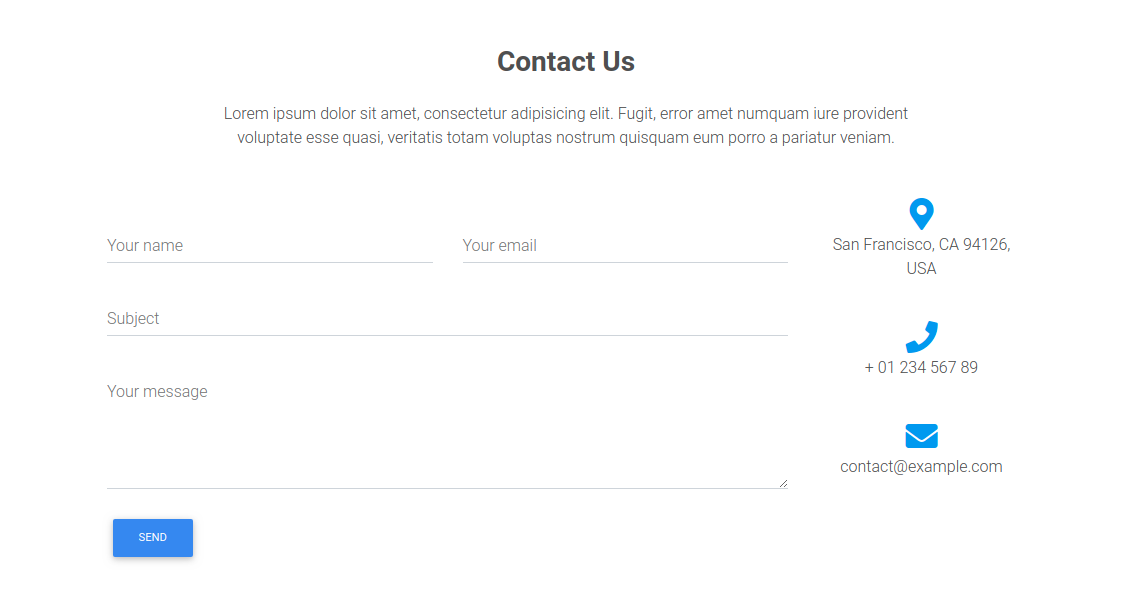 Contact Us
Lorem ipsum dolor sit amet, consectetur adipisicing elit. Fugit, error amet numquam iure provident
voluptate esse quasi, veritatis totam voluptas nostrum quisquam eum porro a pariatur veniam.
Your name
Your email
Subject
Your message
SEND
San Francisco, CA 94126,
USA
+ 01 234 567 89
contact@example.com